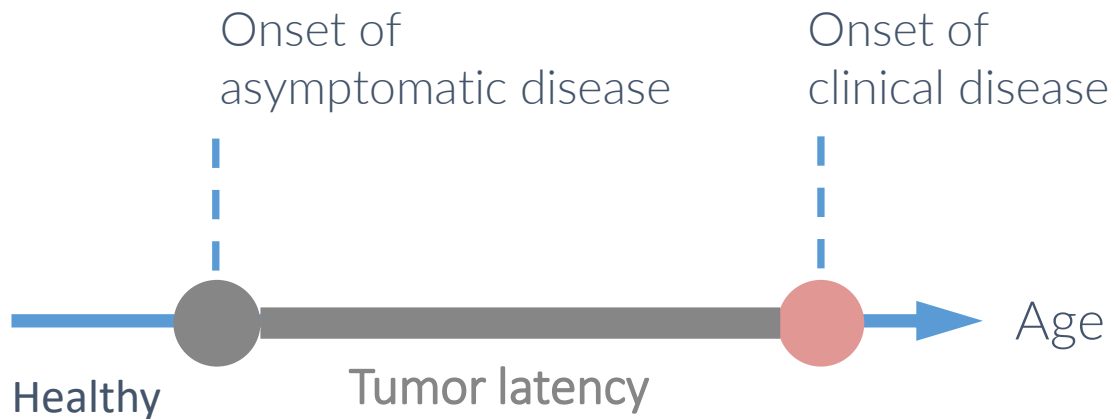 Onset of
asymptomatic disease
Onset of
clinical disease
Age
Healthy
Tumor latency